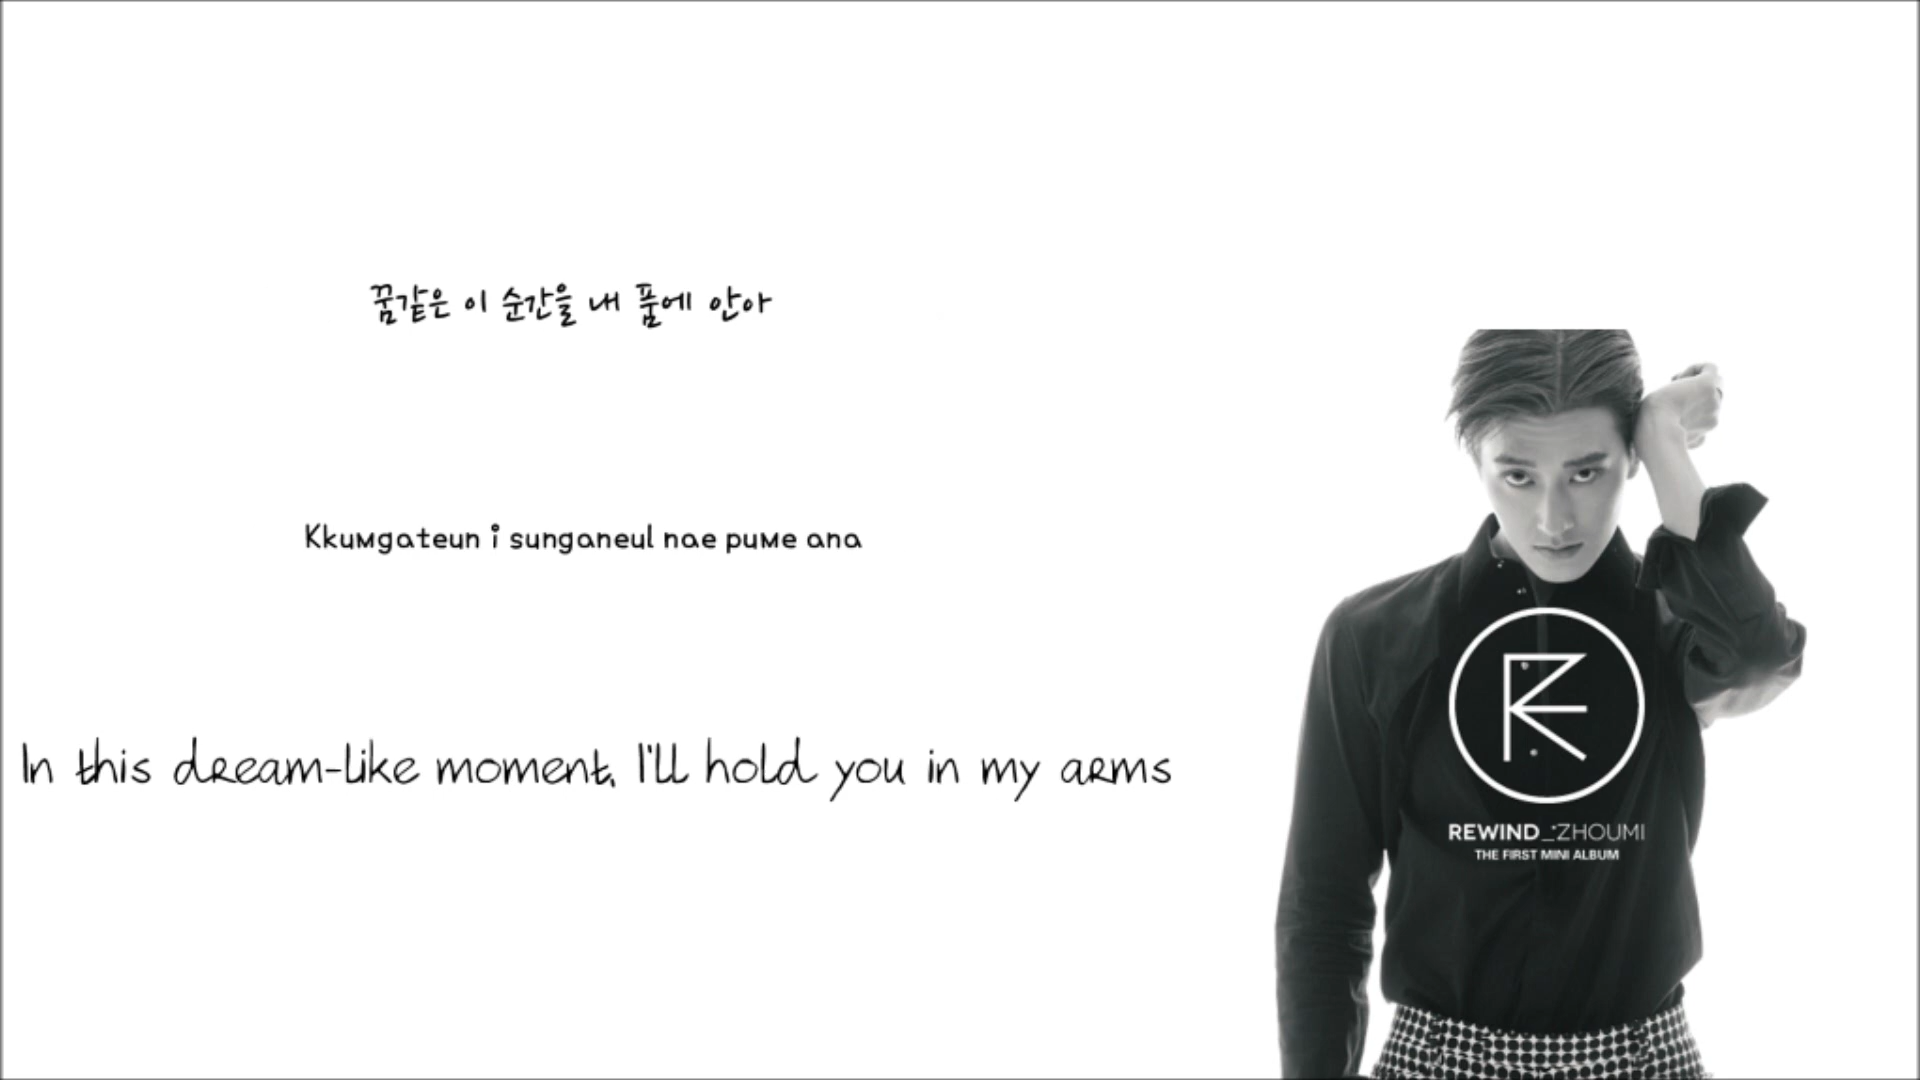 꿈같은 이 순간을 내 품에 안아
Kkumgateun i sunganeul nae pume ana
In this dream-like moment, I'll hold you in my arms
RE
REWIND_ZHOUMI
THE FIRST MINI ALBUM